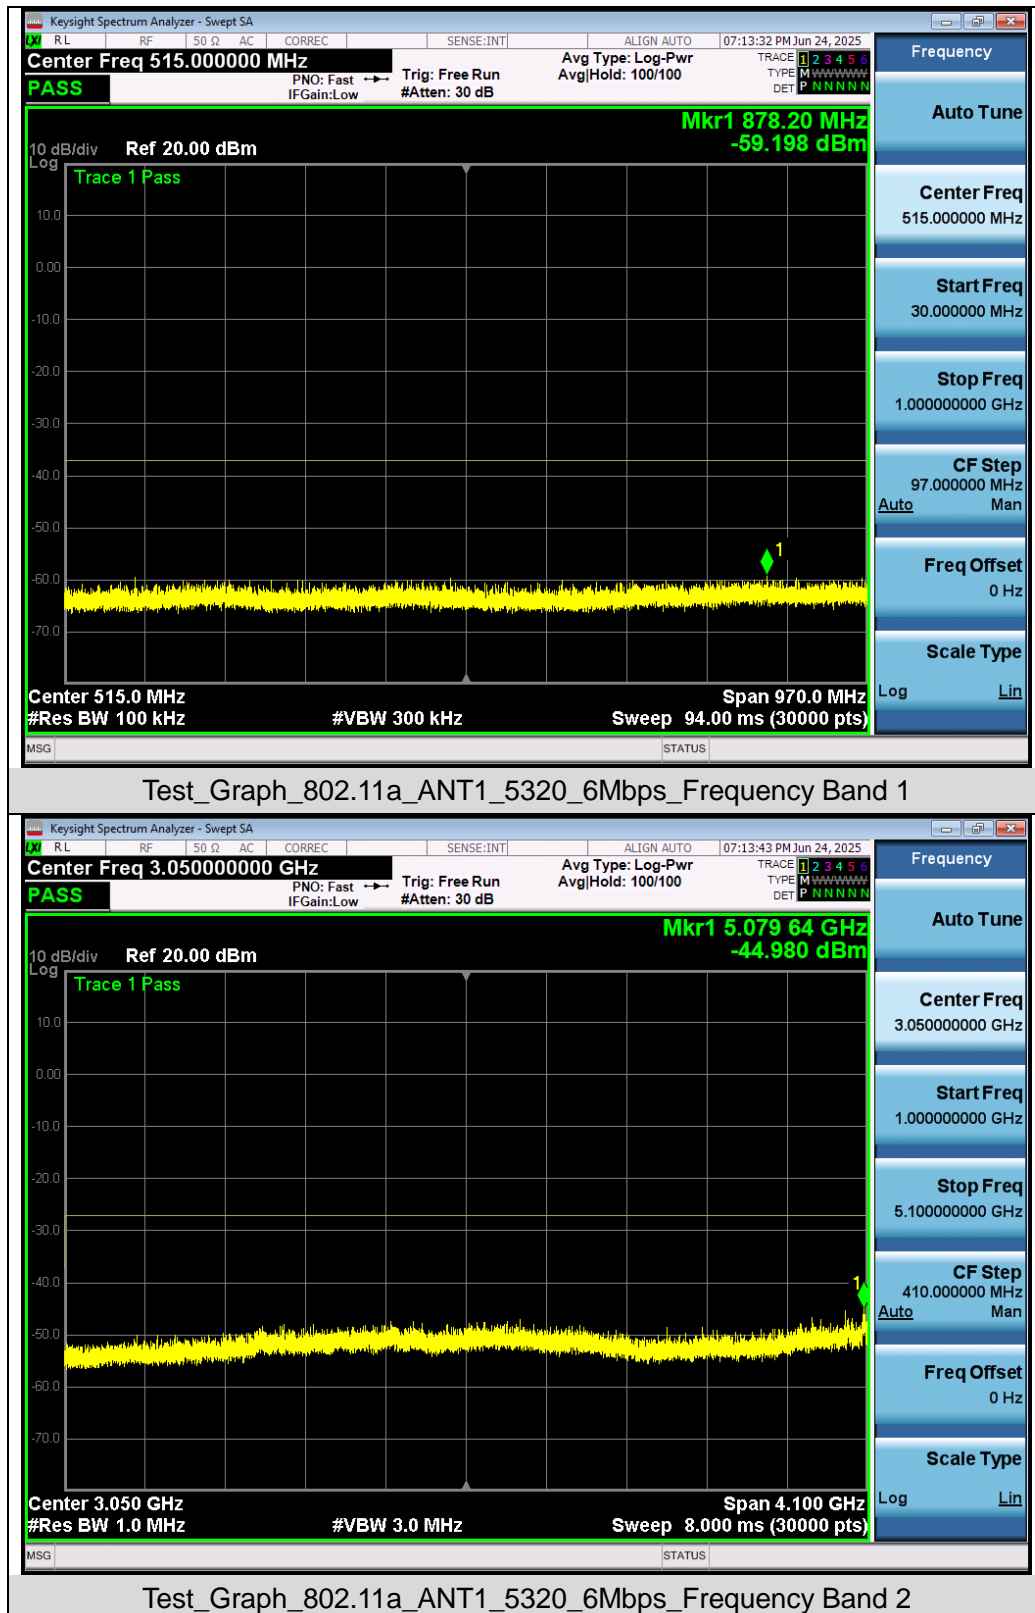 Keysight Spectrum Analyzer - Swept SA
LXI RL RF 50 Ω AC CORREC SENSE:INT ALIGN AUTO 07:13:32 PM Jun 24, 2025
Center Freq 515.000000 MHz
Avg Type: Log-Pwr
TRACE 1 2 3 4 5 6
PASS
PNO: Fast
Trig: Free Run
Avg|Hold: 100/100
TYPE M WWWWW
IFGain:Low
#Atten: 30 dB
DET P N N N N N
Mkr1 878.20 MHz
-59.198 dBm
10 dB/div Ref 20.00 dBm
Log
Trace 1 Pass
10.0
0.00
-10.0
-20.0
-30.0
-40.0
-50.0
1
-60.0
-70.0
Center 515.0 MHz Span 970.0 MHz
#Res BW 100 kHz #VBW 300 kHz Sweep 94.00 ms (30000 pts)
MSG STATUS
Frequency
Auto Tune
Center Freq
515.000000 MHz
Start Freq
30.000000 MHz
Stop Freq
1.000000000 GHz
CF Step
97.000000 MHz
Auto Man
Freq Offset
0 Hz
Scale Type
Log Lin
Test_Graph_802.11a_ANT1_5320_6Mbps_Frequency Band 1
Keysight Spectrum Analyzer - Swept SA
LXI RL RF 50 Ω AC CORREC SENSE:INT ALIGN AUTO 07:13:43 PM Jun 24, 2025
Center Freq 3.050000000 GHz
Avg Type: Log-Pwr
TRACE 1 2 3 4 5 6
PASS
PNO: Fast
Trig: Free Run
Avg|Hold: 100/100
TYPE M WWWWW
IFGain:Low
#Atten: 30 dB
DET P N N N N N
Mkr1 5.079 64 GHz
-44.980 dBm
10 dB/div Ref 20.00 dBm
Log
Trace 1 Pass
10.0
0.00
-10.0
-20.0
-30.0
-40.0
1
-50.0
-60.0
-70.0
Center 3.050 GHz Span 4.100 GHz
#Res BW 1.0 MHz #VBW 3.0 MHz Sweep 8.000 ms (30000 pts)
MSG STATUS
Frequency
Auto Tune
Center Freq
3.050000000 GHz
Start Freq
1.000000000 GHz
Stop Freq
5.100000000 GHz
CF Step
410.000000 MHz
Auto Man
Freq Offset
0 Hz
Scale Type
Log Lin
Test_Graph_802.11a_ANT1_5320_6Mbps_Frequency Band 2